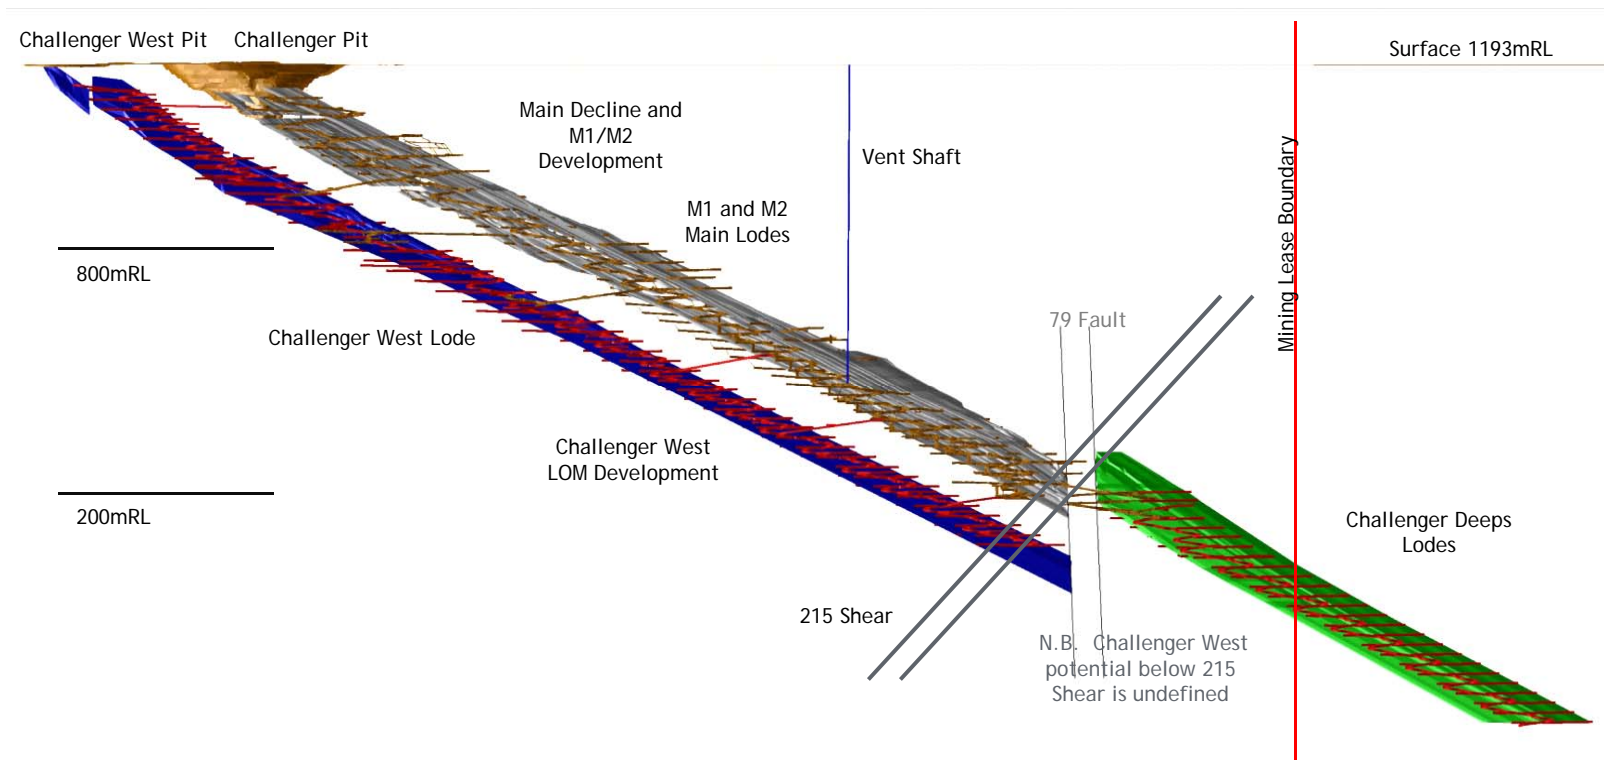 Challenger West Pit
Challenger Pit
Surface 1193mRL
Main Decline and
M1/M2
Development
Vent Shaft
Mining Lease Boundary
M1 and M2
Main Lodes
800mRL
79 Fault
Challenger West Lode
Challenger West
LOM Development
200mRL
Challenger Deeps
Lodes
215 Shear
N.B. Challenger West
potential below 215
Shear is undefined